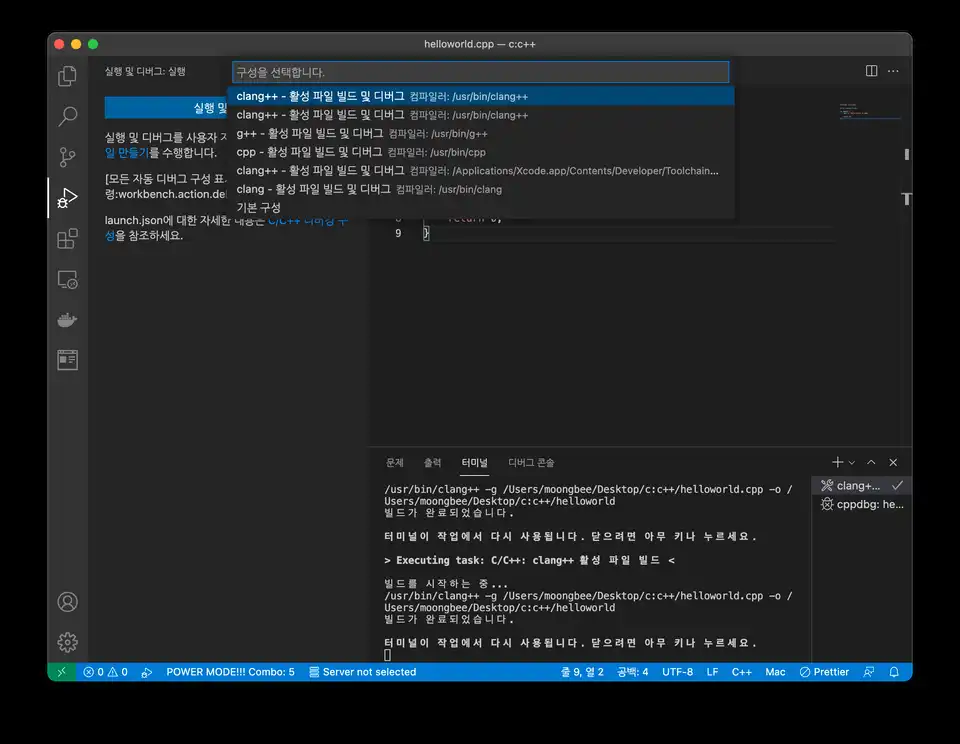 helloworld.cpp — c:c++
실행 및 디버그: 실행
구성을 선택합니다.
clang++ - 활성 파일 빌드 및 디버그 컴파일러: /usr/bin/clang++
clang++ - 활성 파일 빌드 및 디버그 컴파일러: /usr/bin/clang++
g++ - 활성 파일 빌드 및 디버그 컴파일러: /usr/bin/g++
cpp - 활성 파일 빌드 및 디버그 컴파일러: /usr/bin/cpp
clang++ - 활성 파일 빌드 및 디버그 컴파일러: /Applications/Xcode.app/Contents/Developer/Toolchain...
clang - 활성 파일 빌드 및 디버그 컴파일러: /usr/bin/clang
기본 구성
실행 및
실행 및 디버그를 사용자 지
일 만들기를 수행합니다.
[모든 자동 디버그 구성 표
령:workbench.action.de
launch.json에 대한 자세한 내용은 C/C++ 디버깅 구
성을 참조하세요.
return 0;
9 }
문제 출력 터미널 디버그 콘솔
/usr/bin/clang++ -g /Users/moongbee/Desktop/c:c++/helloworld.cpp -o /
Users/moongbee/Desktop/c:c++/helloworld
빌드가 완료되었습니다.
터미널이 작업에서 다시 사용됩니다. 닫으려면 아무 키나 누르세요.
> Executing task: C/C++: clang++ 활성 파일 빌드 <
빌드를 시작하는 중...
/usr/bin/clang++ -g /Users/moongbee/Desktop/c:c++/helloworld.cpp -o /
Users/moongbee/Desktop/c:c++/helloworld
빌드가 완료되었습니다.
터미널이 작업에서 다시 사용됩니다. 닫으려면 아무 키나 누르세요.
clang+...
cppdbg: he...
0 0 POWER MODE!!! Combo: 5 Server not selected 줄 9, 열 2 공백: 4 UTF-8 LF C++ Mac Prettier